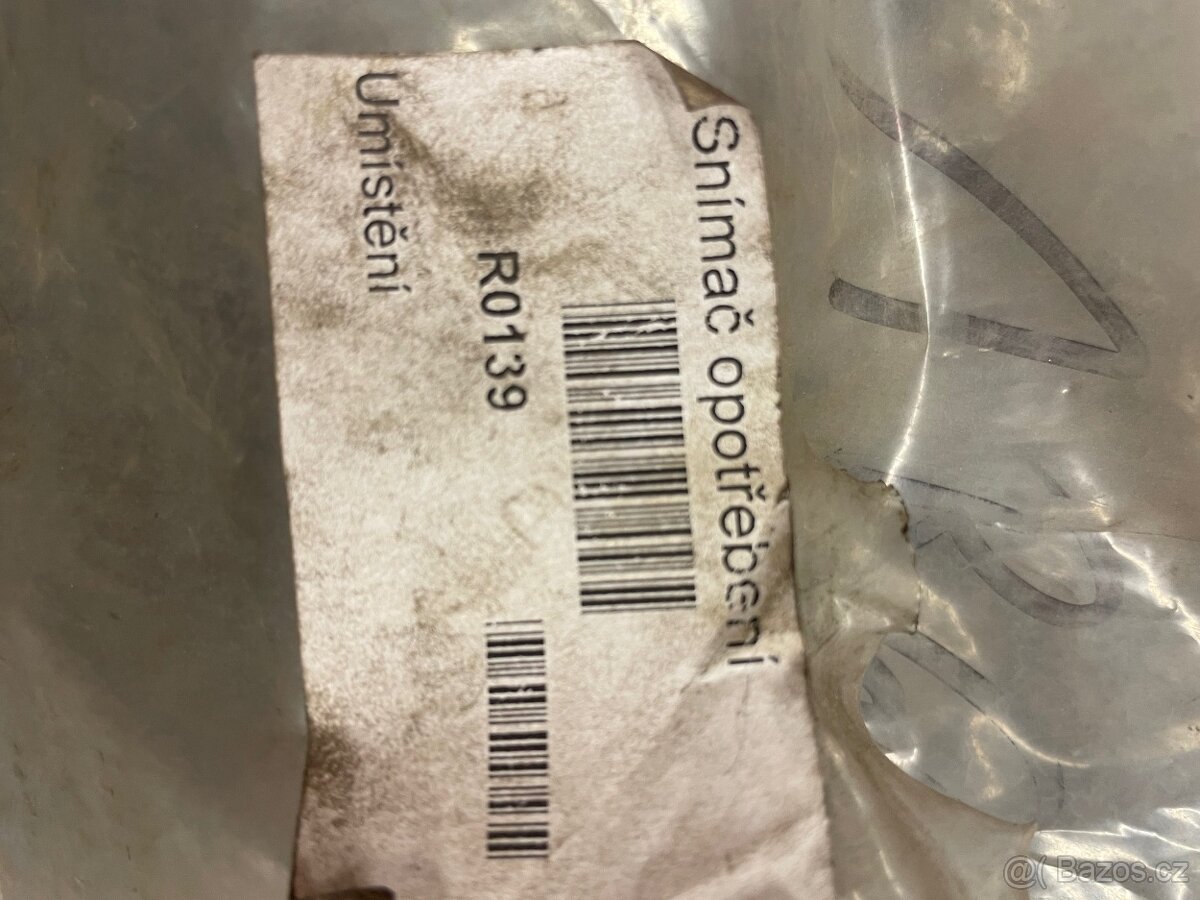 Snímač opotřebení
R0139
Umístění
@( Bazos.cz